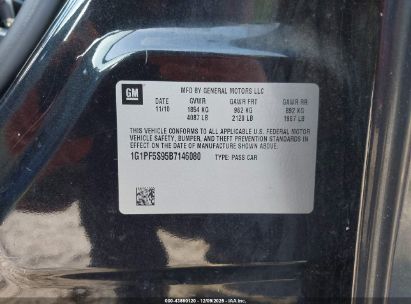 GM
MFD BY GENERAL MOTORS LLC
DATE GVWR GAWR FRT GAWR RR
11/10 1854 KG 962 KG 892 KG
4087 LB 2120 LB 1967 LB
THIS VEHICLE CONFORMS TO ALL APPLICABLE U.S. FEDERAL MOTOR
VEHICLE SAFETY, BUMPER, AND THEFT PREVENTION STANDARDS
IN EFFECT ON THE DATE OF MANUFACTURE SHOWN ABOVE.
1G1PF5S95B7146080 TYPE: PASS CAR